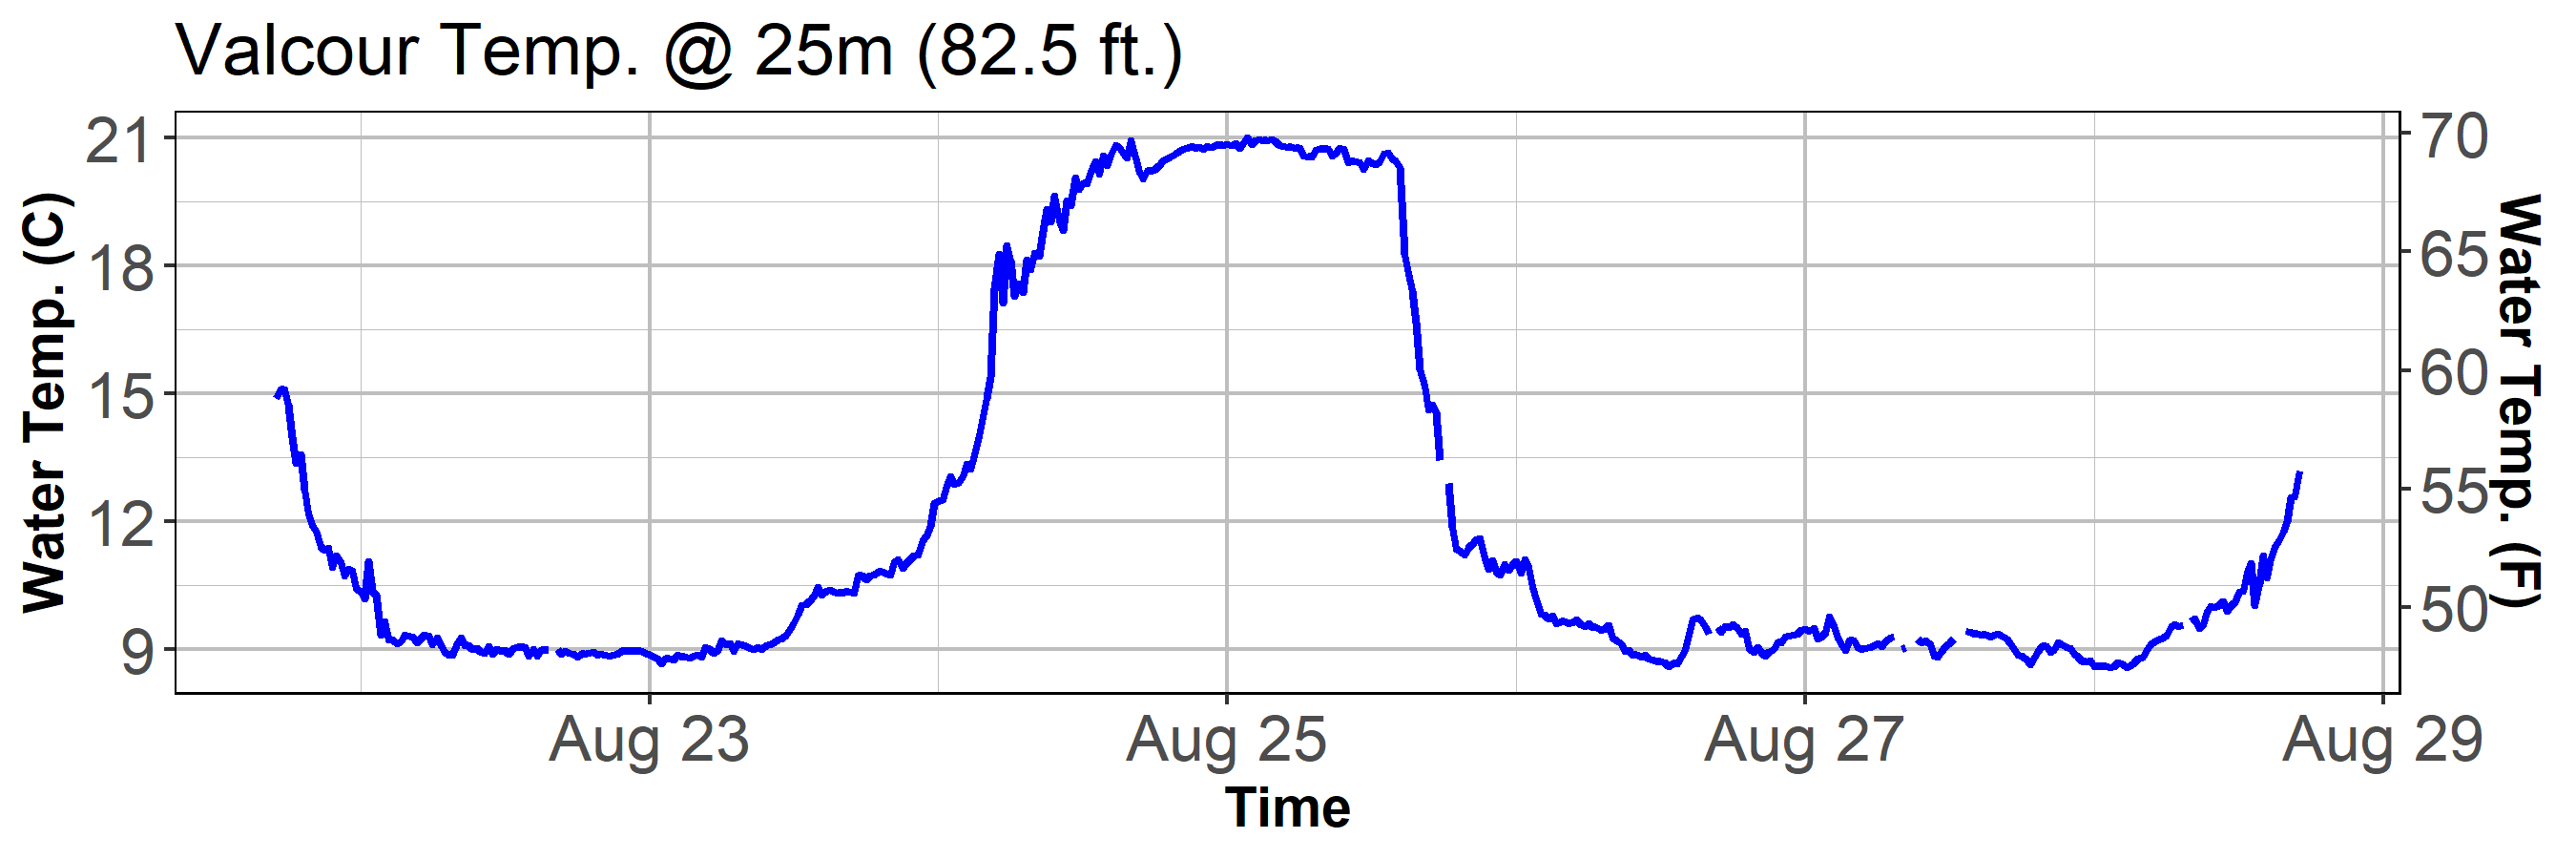 Valcour Temp. @ 25m (82.5 ft.)
Water Temp. (C)
21
18
15
12
9
70
65
60
55
50
Water Temp. (F)
Aug 23 Aug 25 Aug 27 Aug 29
Time